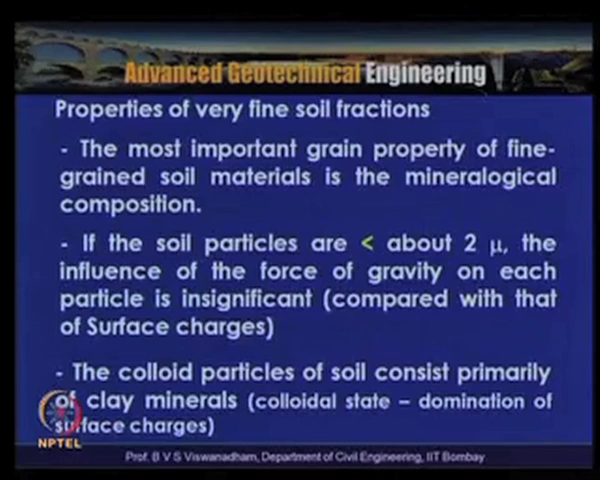 Advanced Geotechnical Engineering
Properties of very fine soil fractions
- The most important grain property of fine-
grained soil materials is the mineralogical
composition.
- If the soil particles are < about 2 μ, the
influence of the force of gravity on each
particle is insignificant (compared with that
of Surface charges)
- The colloid particles of soil consist primarily
of clay minerals (colloidal state – domination of
surface charges)
NPTEL
Prof. B V S Viswanadham, Department of Civil Engineering, IIT Bombay